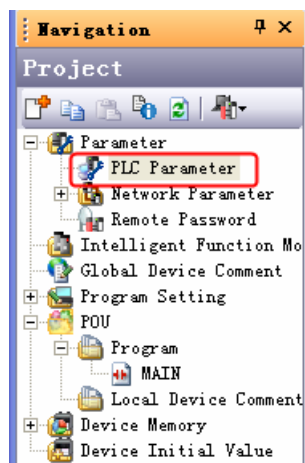 Navigation
Project
Parameter
PLC Parameter
Network Parameter
Remote Password
Intelligent Function Mo
Global Device Comment
Program Setting
POU
Program
MAIN
Local Device Comment
Device Memory
Device Initial Value